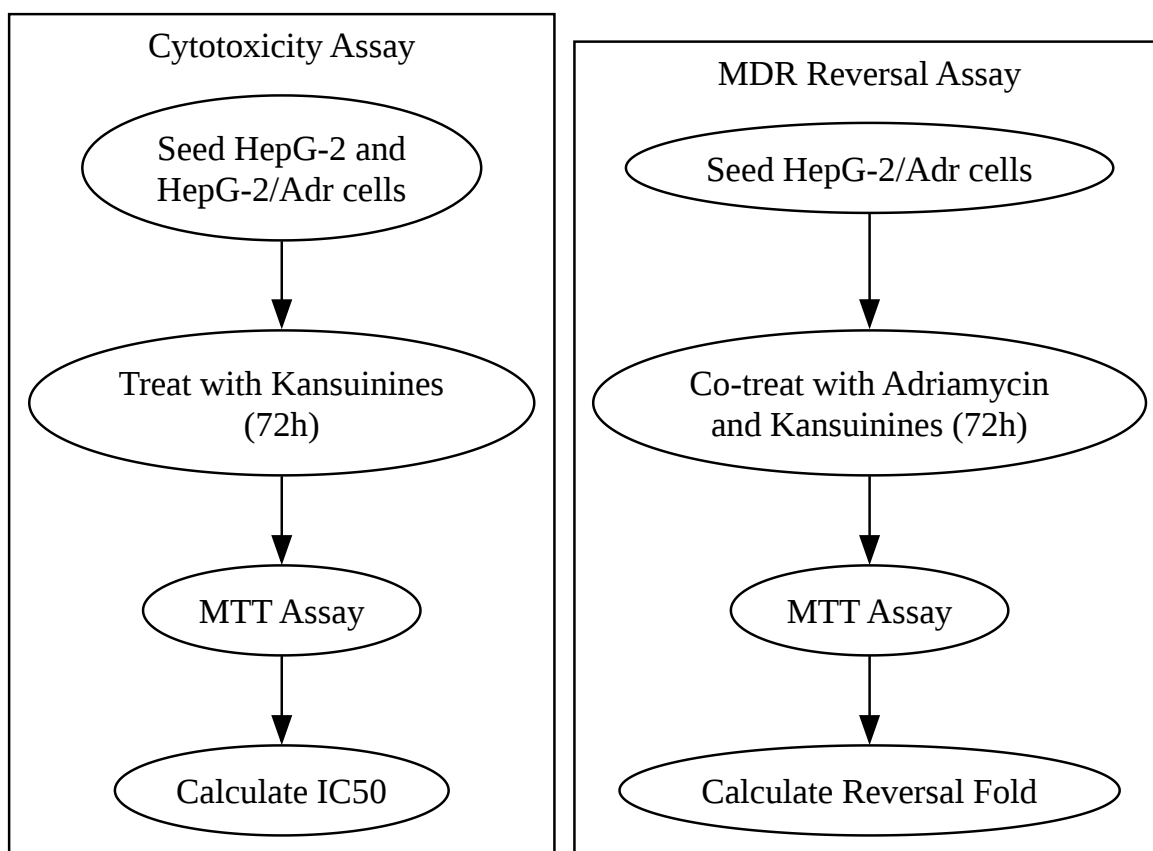 Cytotoxicity Assay
Seed HepG-2 and
HepG-2/Adr cells
Treat with Kansuinines
(72h)
MTT Assay
Calculate IC50
MDR Reversal Assay
Seed HepG-2/Adr cells
Co-treat with Adriamycin
and Kansuinines (72h)
MTT Assay
Calculate Reversal Fold